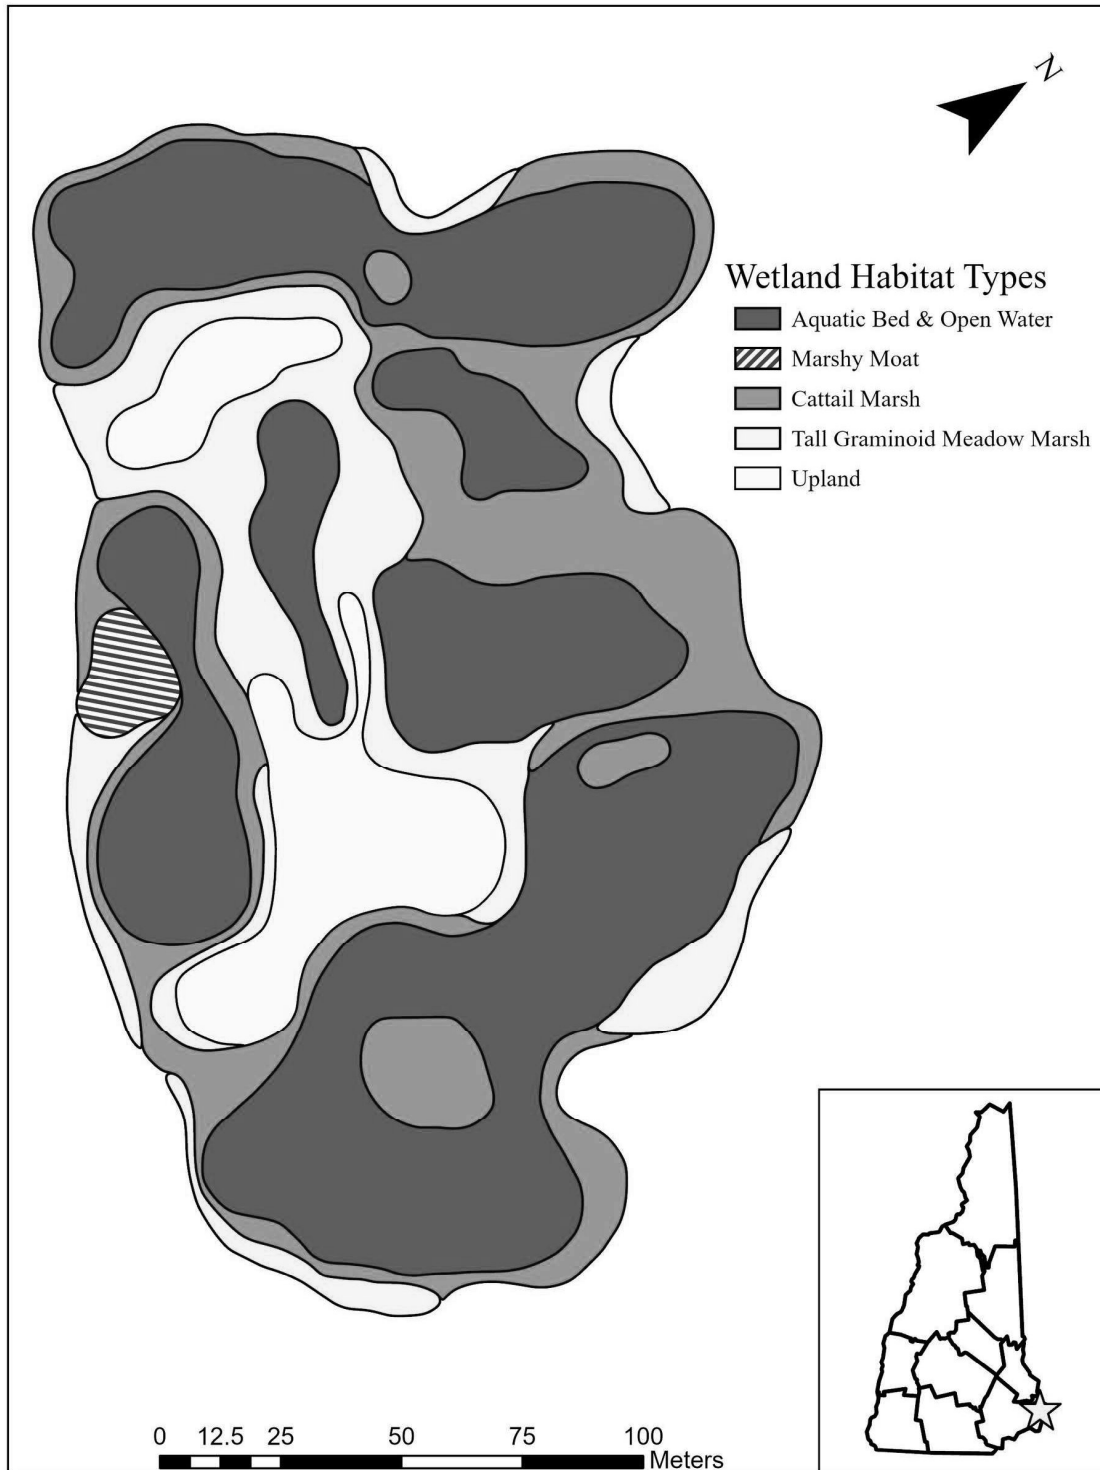 N
Wetland Habitat Types
Aquatic Bed & Open Water
Marshy Moat
Cattail Marsh
Tall Graminoid Meadow Marsh
Upland
0 12.5 25 50 75 100
Meters